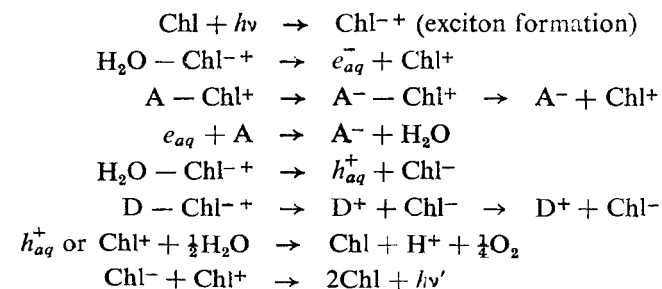 Chl + hν → Chl⁻⁺ (exciton formation)
H₂O – Chl⁻⁺ → e⁻aq + Chl⁺
A – Chl⁺ → A⁻ – Chl⁺ → A⁻ + Chl⁺
eaq + A → A⁻ + H₂O
H₂O – Chl⁻⁺ → h⁺aq + Chl⁻
D – Chl⁻⁺ → D⁺ + Chl⁻ → D⁺ + Chl⁻
h⁺aq or Chl⁺ + ½H₂O → Chl + H⁺ + ¼O₂
Chl⁻ + Chl⁺ → 2Chl + hν′